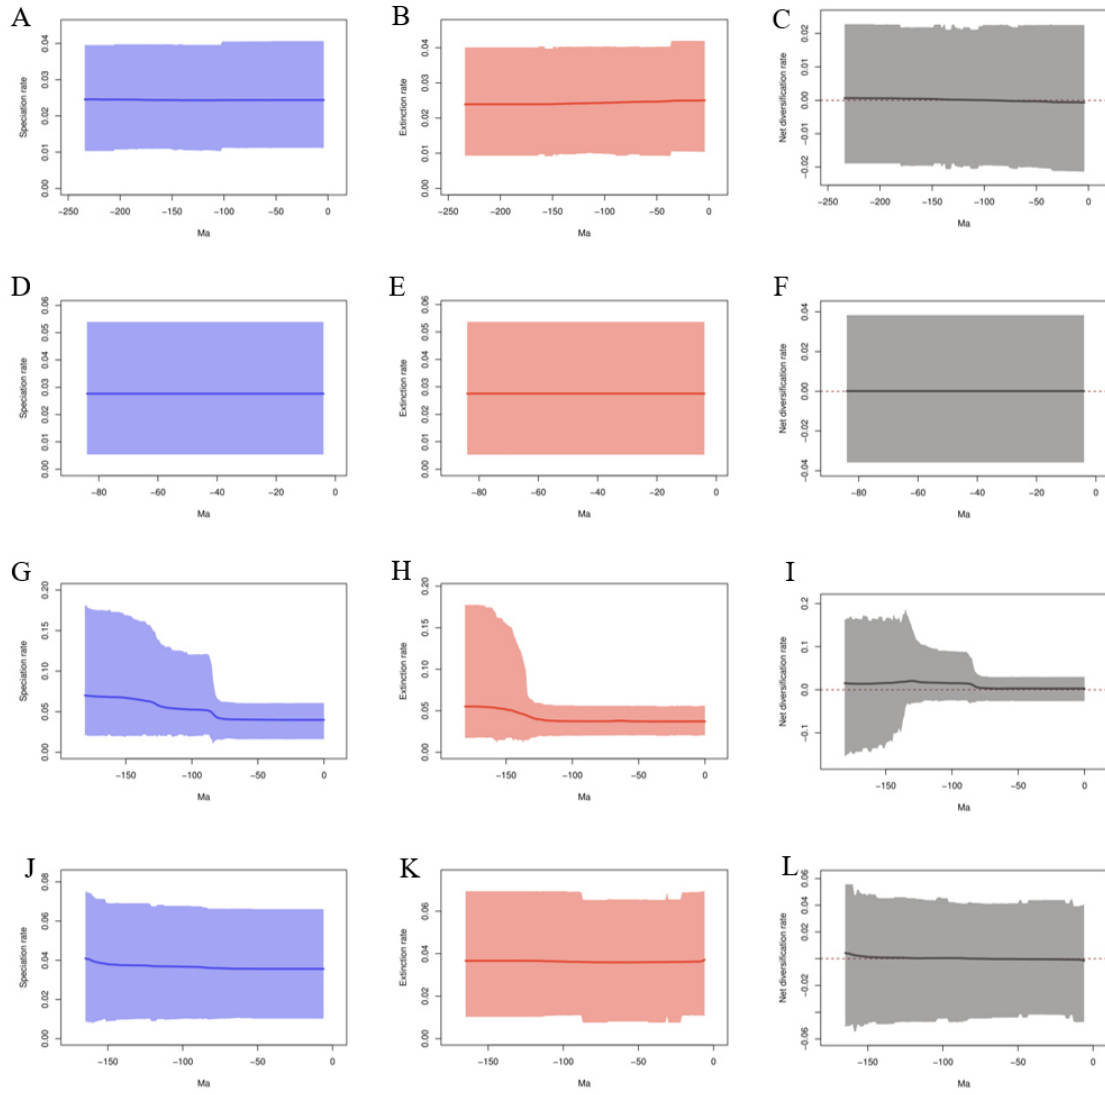 A
B
C
Speciation rate
0.00 0.01 0.02 0.03 0.04
−250 −200 −150 −100 −50 0
Ma
Extinction rate
0.00 0.01 0.02 0.03 0.04
−250 −200 −150 −100 −50 0
Ma
Net diversification rate
−0.02 −0.01 0.00 0.01 0.02
−250 −200 −150 −100 −50 0
Ma
D
E
F
Speciation rate
0.00 0.01 0.02 0.03 0.04 0.05 0.06
−80 −60 −40 −20 0
Ma
Extinction rate
0.00 0.01 0.02 0.03 0.04 0.05 0.06
−80 −60 −40 −20 0
Ma
Net diversification rate
−0.04 −0.02 0.00 0.02 0.04
−80 −60 −40 −20 0
Ma
G
H
I
Speciation rate
0.00 0.05 0.10 0.15 0.20
−150 −100 −50 0
Ma
Extinction rate
0.00 0.05 0.10 0.15 0.20
−150 −100 −50 0
Ma
Net diversification rate
−0.1 0.0 0.1 0.2
−150 −100 −50 0
Ma
J
K
L
Speciation rate
0.00 0.02 0.04 0.06 0.08
−150 −100 −50 0
Ma
Extinction rate
0.00 0.02 0.04 0.06
−150 −100 −50 0
Ma
Net diversification rate
−0.06 −0.02 0.00 0.02 0.04 0.06
−150 −100 −50 0
Ma